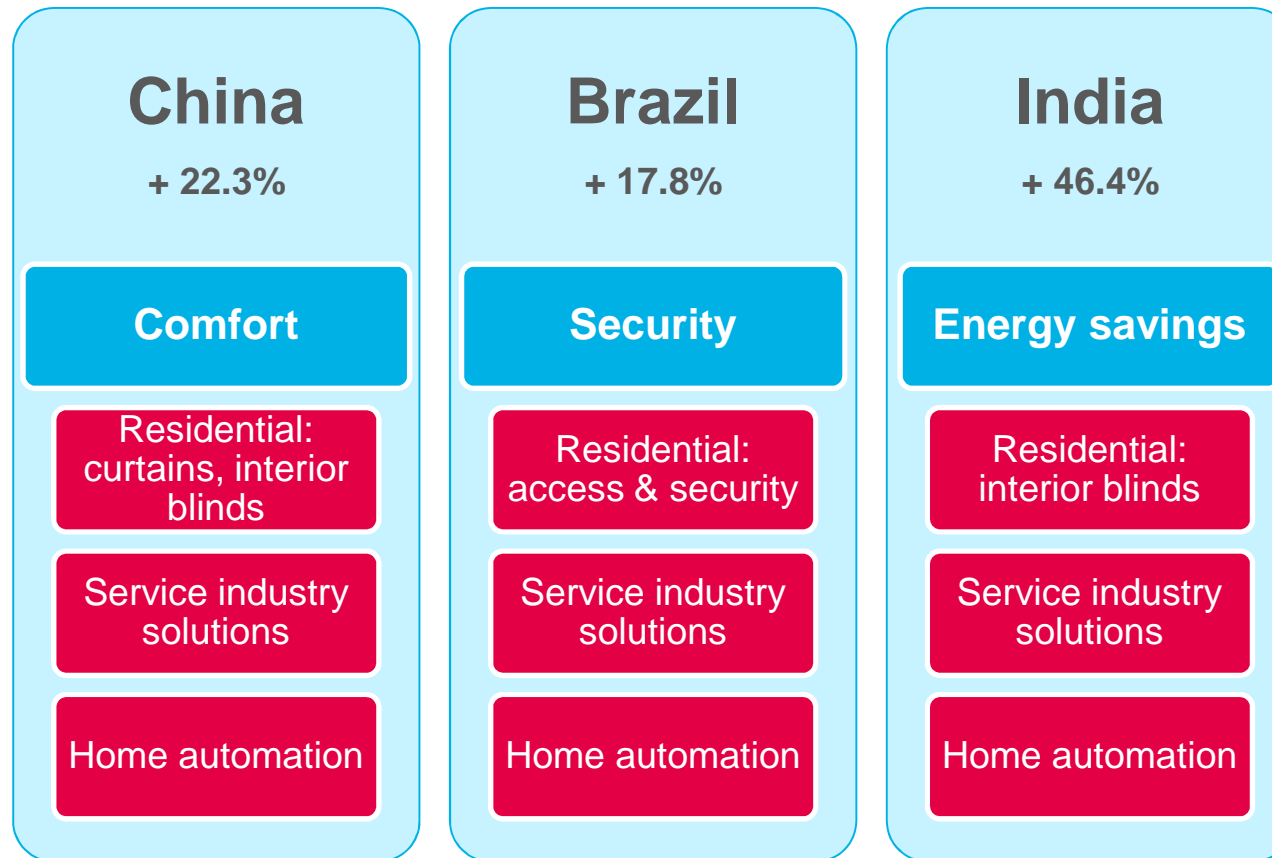 China
+ 22.3%
Comfort
Residential:
curtains, interior
blinds
Service industry
solutions
Home automation
Brazil
+ 17.8%
Security
Residential:
access & security
Service industry
solutions
Home automation
India
+ 46.4%
Energy savings
Residential:
interior blinds
Service industry
solutions
Home automation